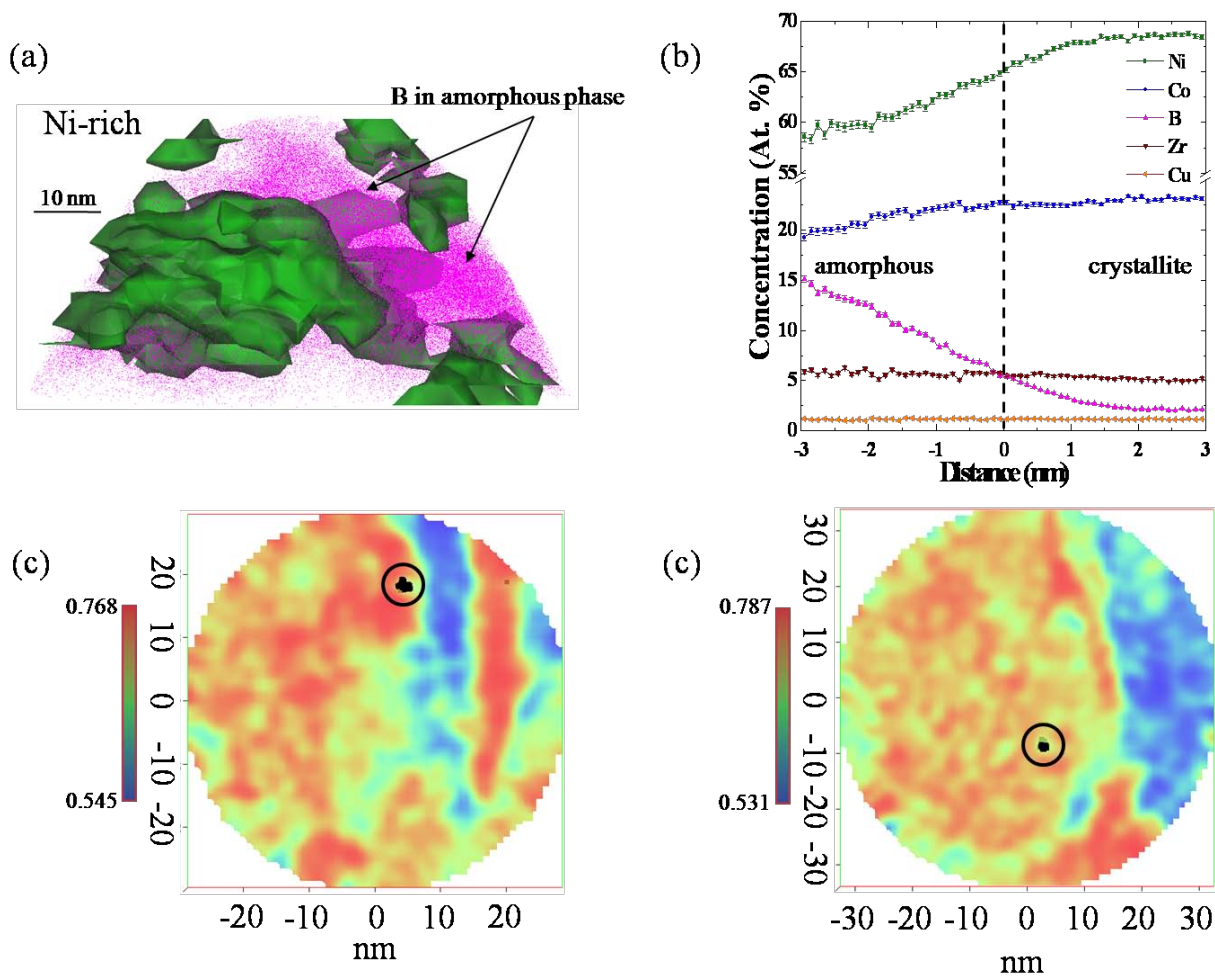 (a)
B in amorphous phase
Ni-rich
10 nm
(b)
Concentration (At. %)
70
65
60
55
20
15
10
5
0
Ni
Co
B
Zr
Cu
amorphous
crystallite
-3
-2
-1
0
1
2
3
Distance (nm)
(c)
0.768
0.545
20
10
0
-10
-20
-20
-10
0
10
20
nm
(c)
0.787
0.531
30
20
10
0
-10
-20
-30
-30
-20
-10
0
10
20
30
nm